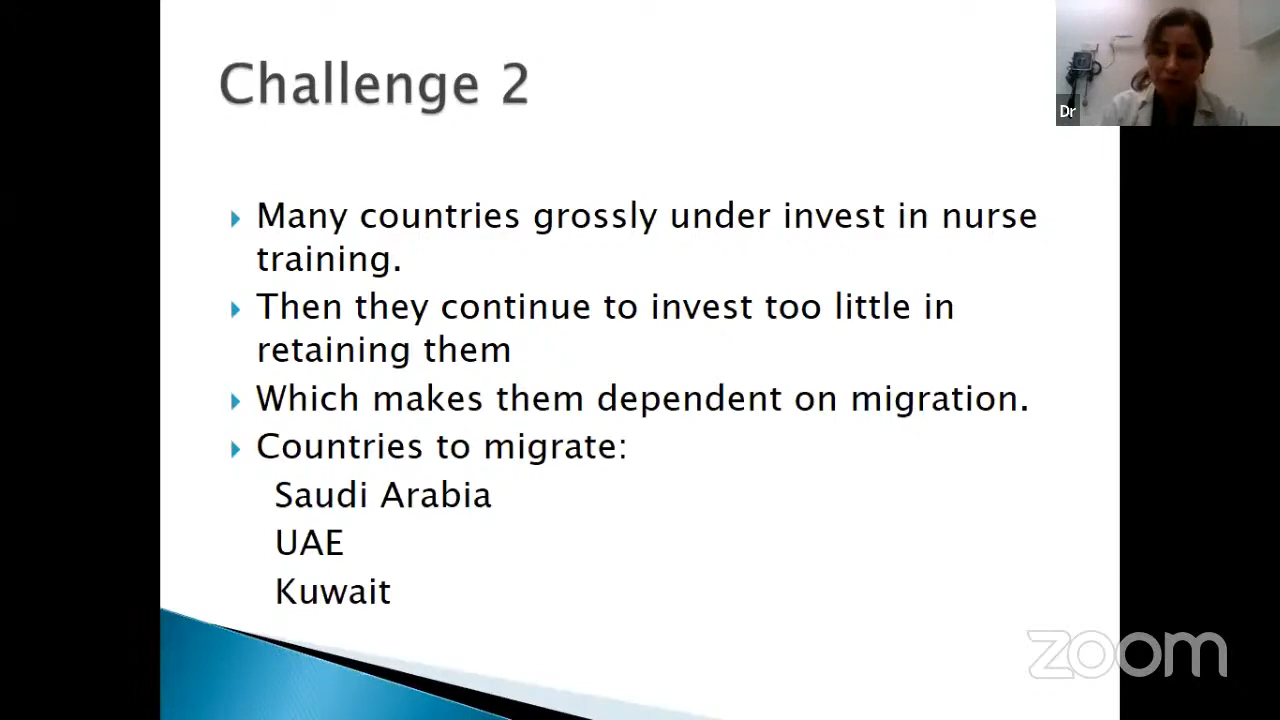 Challenge 2
Dr
Many countries grossly under invest in nurse
training.
Then they continue to invest too little in
retaining them
Which makes them dependent on migration.
Countries to migrate:
Saudi Arabia
UAE
Kuwait
zoom